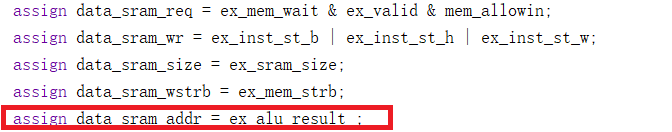 assign data_sram_req = ex_mem_wait & ex_valid & mem_allowin;
assign data_sram_wr = ex_inst_st_b | ex_inst_st_h | ex_inst_st_w;
assign data_sram_size = ex_sram_size;
assign data_sram_wstrb = ex_mem_strb;
assign data_sram_addr = ex_alu_result ;